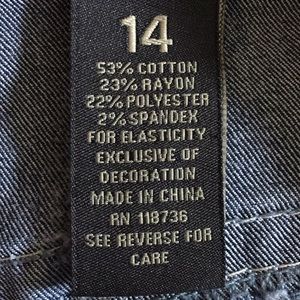 14
53% COTTON
23% RAYON
22% POLYESTER
2% SPANDEX
FOR ELASTICITY
EXCLUSIVE OF
DECORATION
MADE IN CHINA
RN 118736
SEE REVERSE FOR
CARE